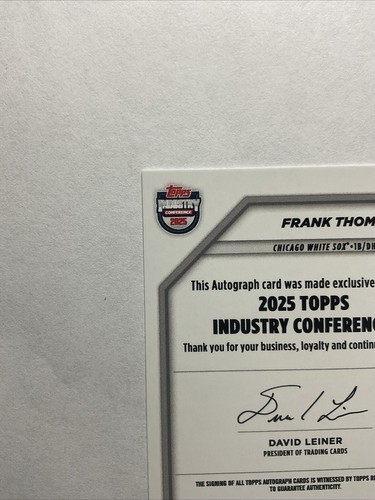 Topps
INDUSTRY
CONFERENCE
2025
FRANK THOM
CHICAGO WHITE SOX • 1B/DH
This Autograph card was made exclusive
2025 TOPPS
INDUSTRY CONFERENC
Thank you for your business, loyalty and contin
DAVID LEINER
PRESIDENT OF TRADING CARDS
THE SIGNING OF ALL TOPPS AUTOGRAPH CARDS IS WITNESSED BY TOPPS RE
TO GUARANTEE AUTHENTICITY.